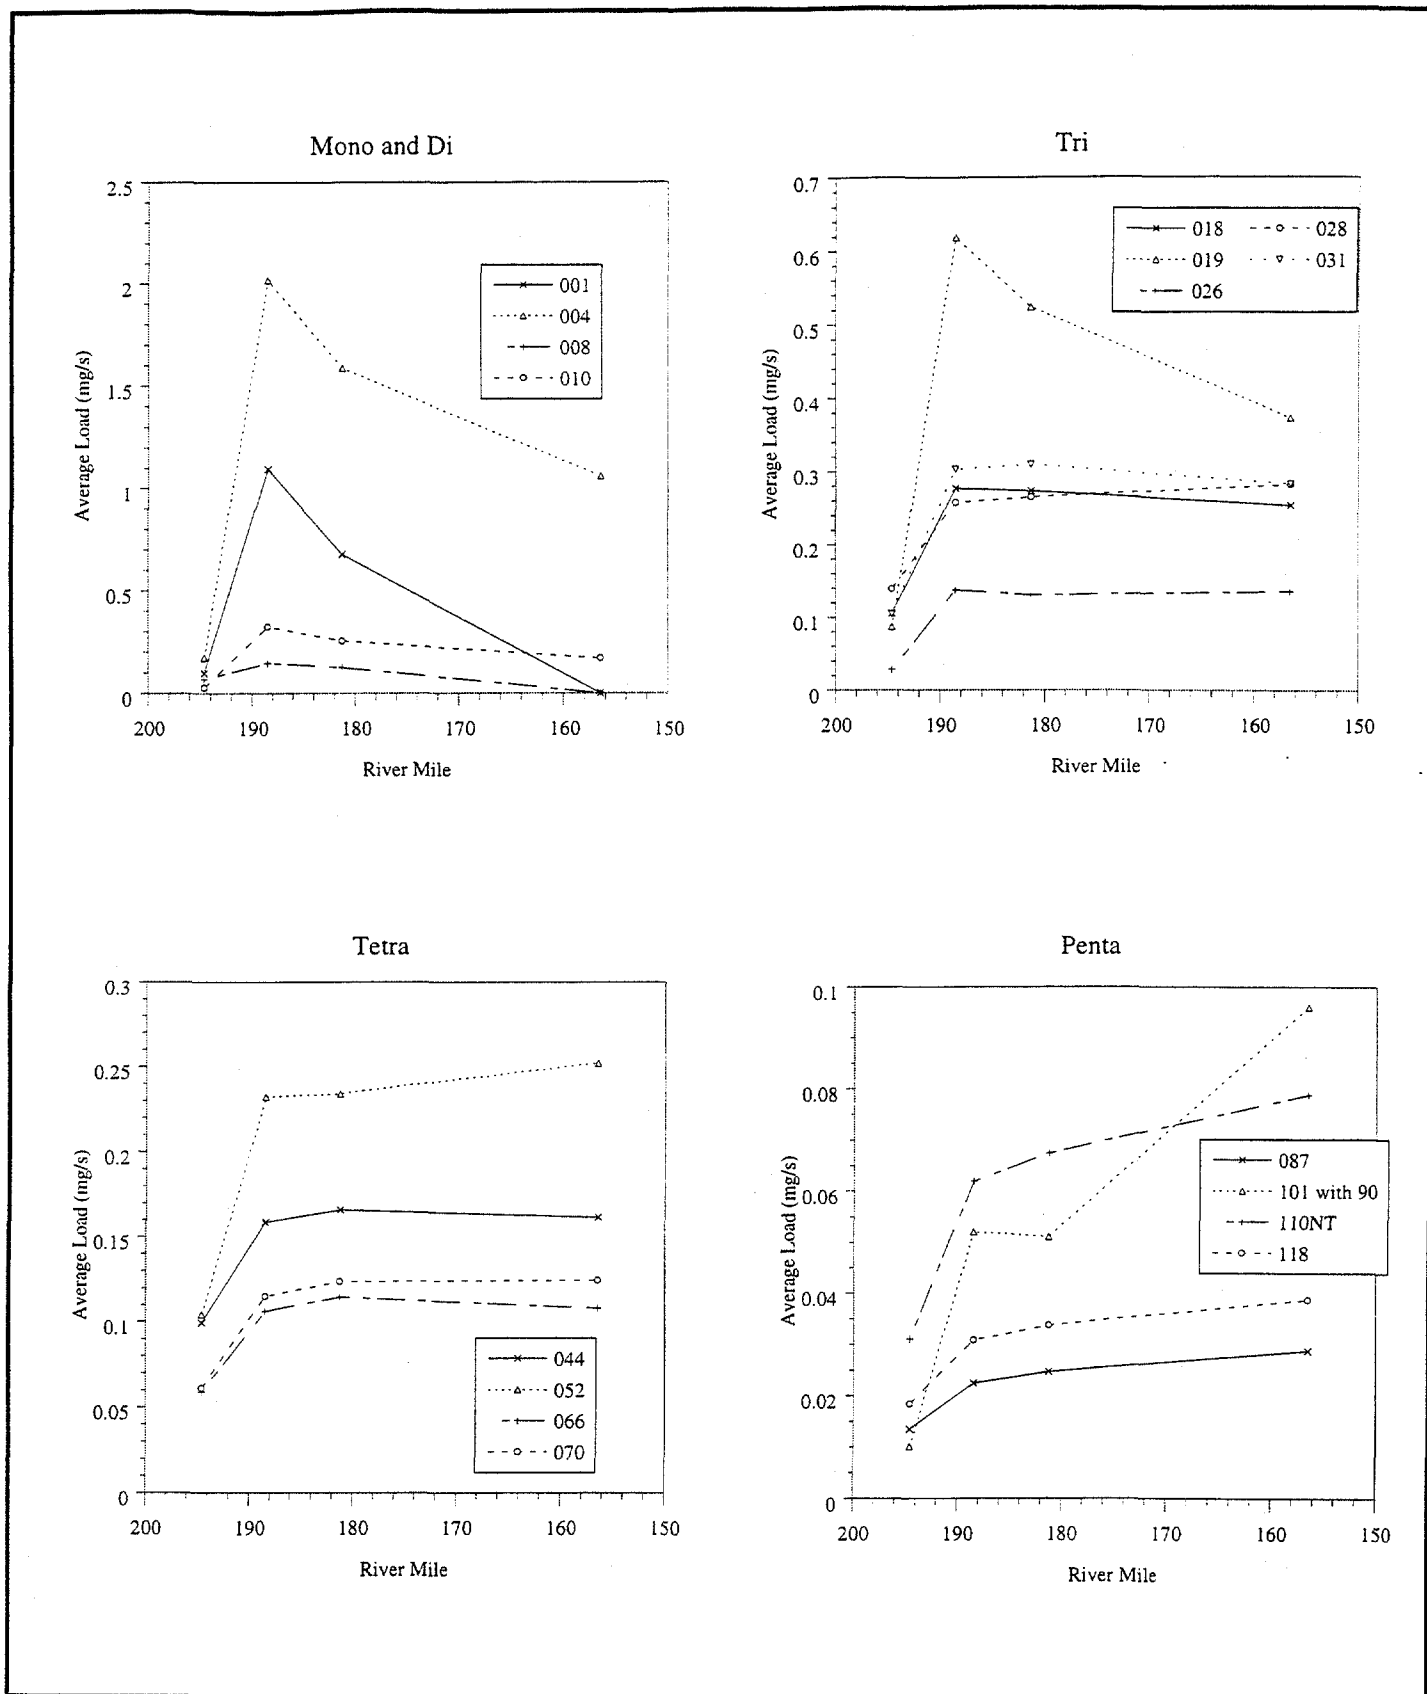 Mono and Di
2.5
2
1.5
1
0.5
0
Average Load (mg/s)
001
004
008
010
200 190 180 170 160 150
River Mile
Tri
0.7
0.6
0.5
0.4
0.3
0.2
0.1
0
Average Load (mg/s)
018 028
019 031
026
200 190 180 170 160 150
River Mile
Tetra
0.3
0.25
0.2
0.15
0.1
0.05
0
Average Load (mg/s)
044
052
066
070
200 190 180 170 160 150
River Mile
Penta
0.1
0.08
0.06
0.04
0.02
0
Average Load (mg/s)
087
101 with 90
110NT
118
200 190 180 170 160 150
River Mile